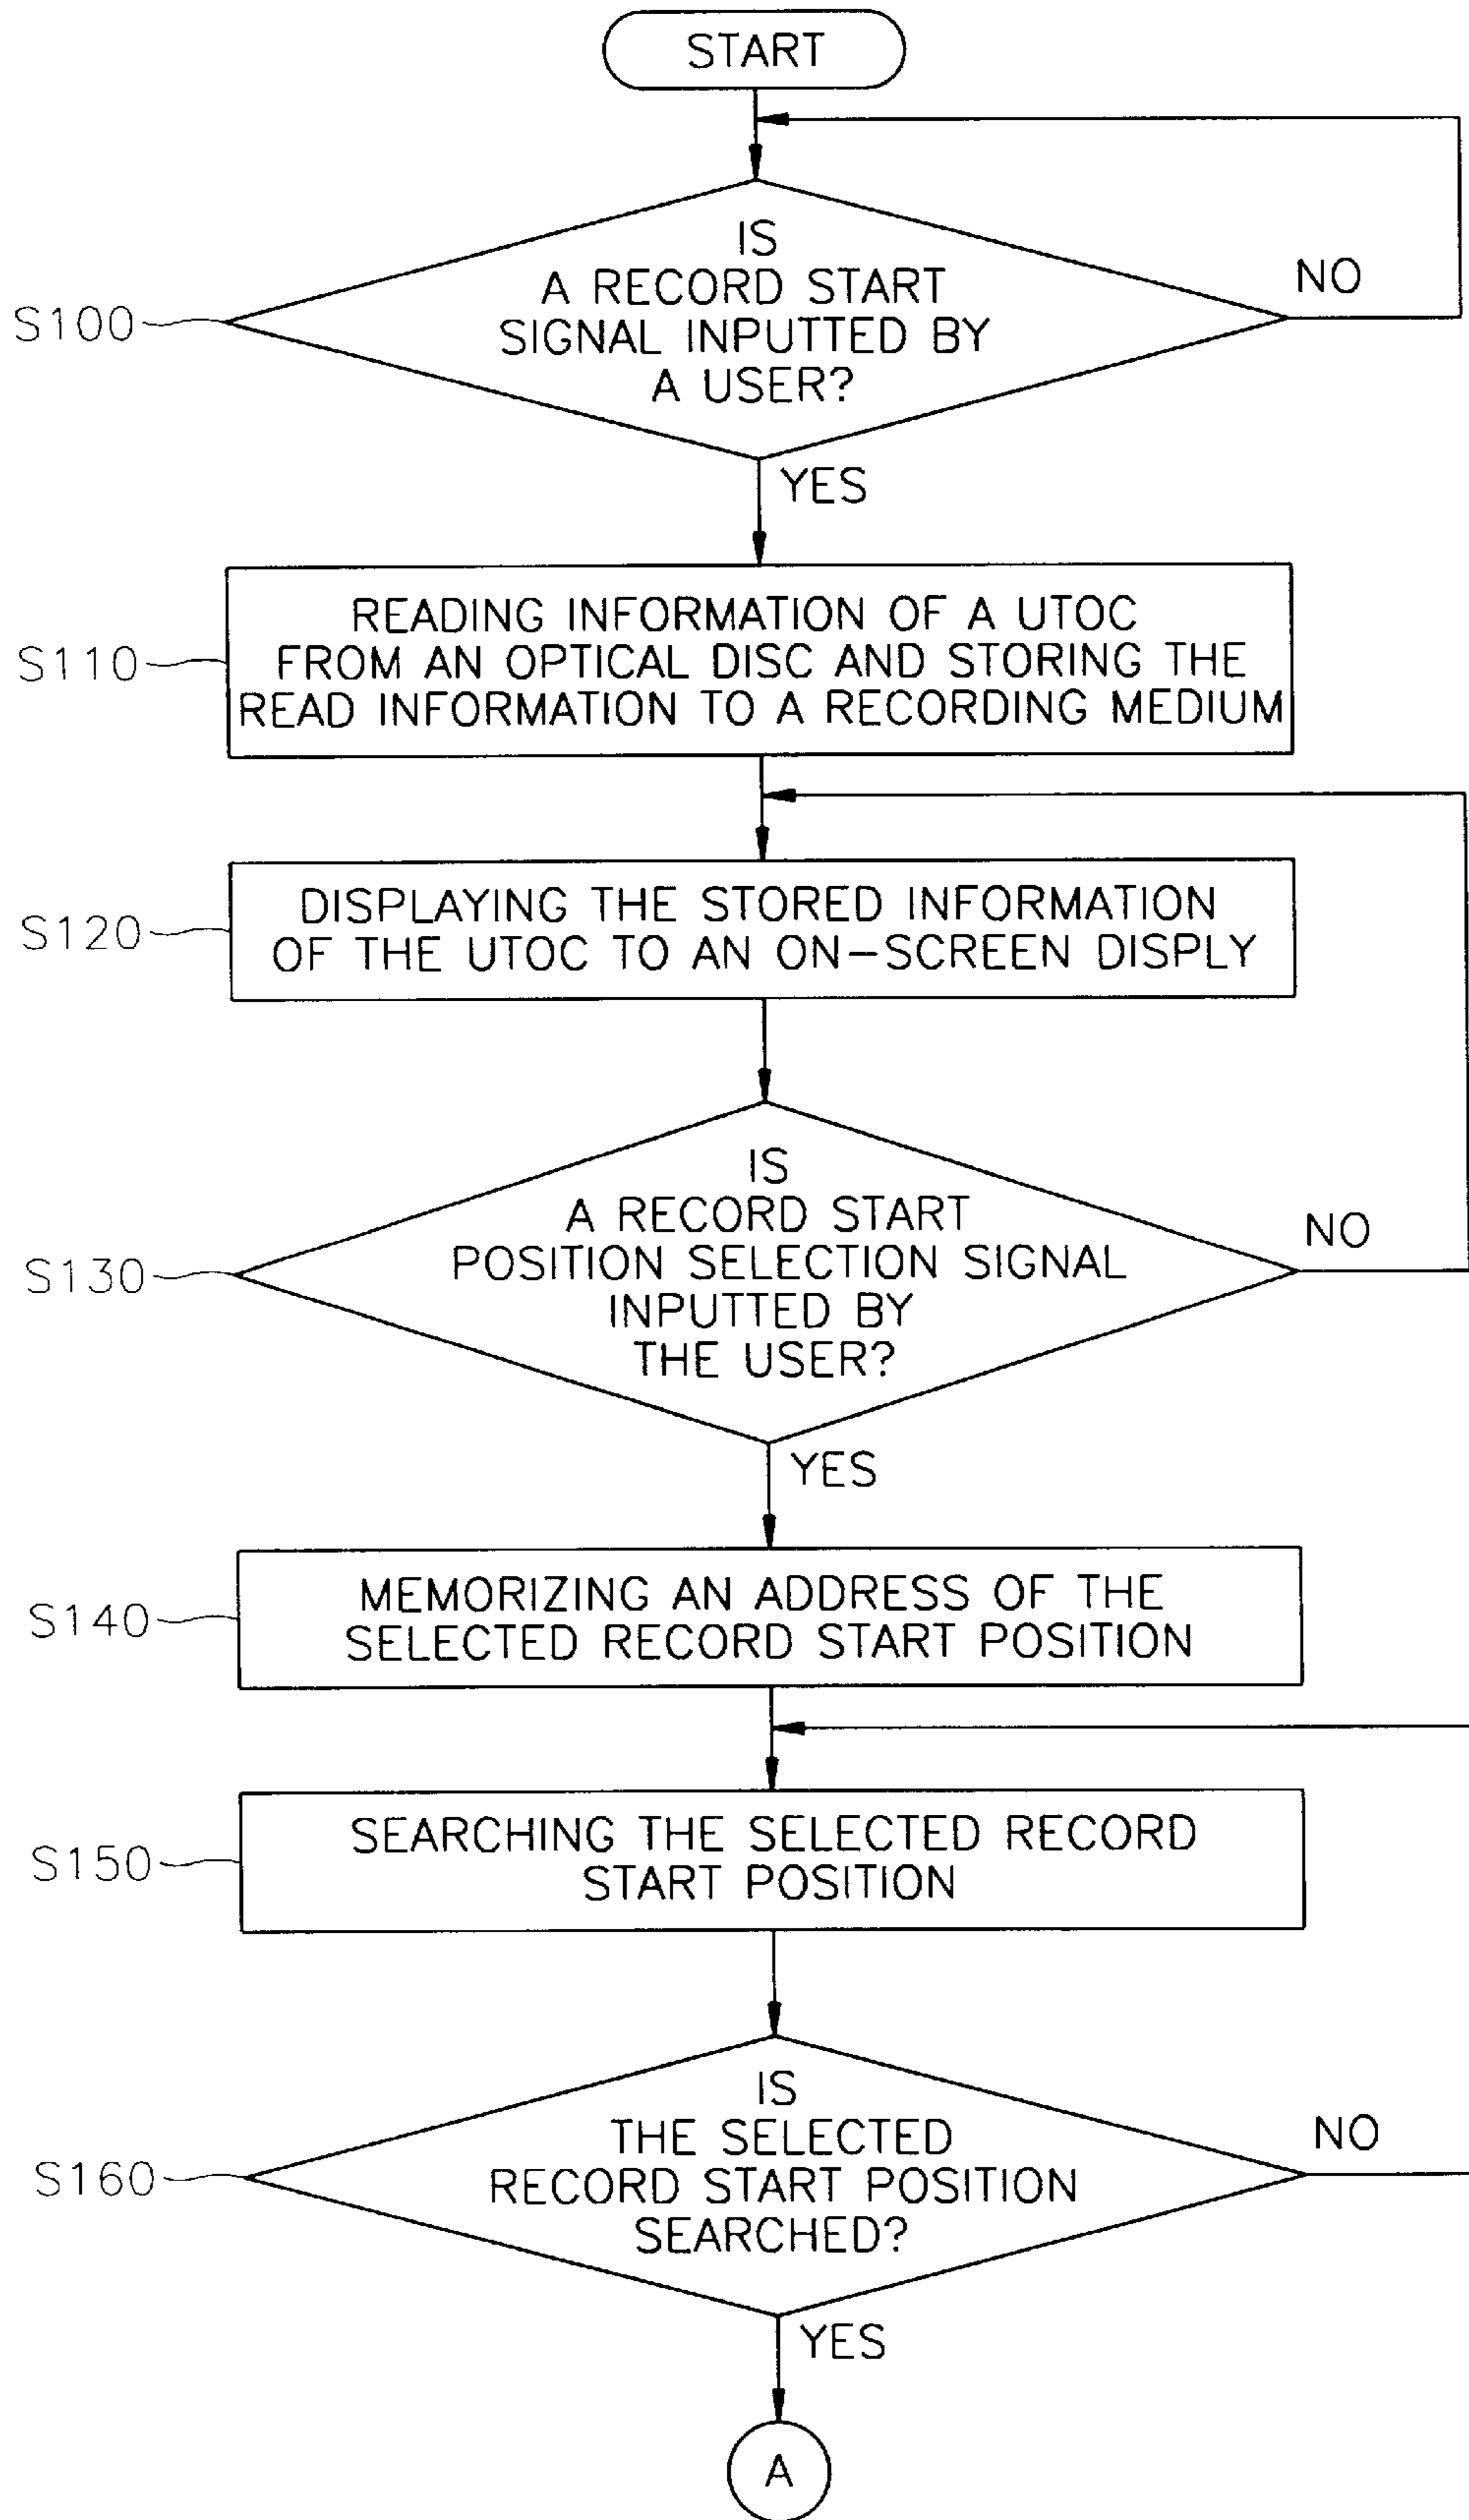 START
IS
A RECORD START
SIGNAL INPUTTED BY
A USER?
NO
S100
YES
READING INFORMATION OF A UTOC
FROM AN OPTICAL DISC AND STORING THE
READ INFORMATION TO A RECORDING MEDIUM
S110
DISPLAYING THE STORED INFORMATION
OF THE UTOC TO AN ON-SCREEN DISPLY
S120
IS
A RECORD START
POSITION SELECTION SIGNAL
INPUTTED BY
THE USER?
NO
S130
YES
MEMORIZING AN ADDRESS OF THE
SELECTED RECORD START POSITION
S140
SEARCHING THE SELECTED RECORD
START POSITION
S150
IS
THE SELECTED
RECORD START POSITION
SEARCHED?
NO
S160
YES
A